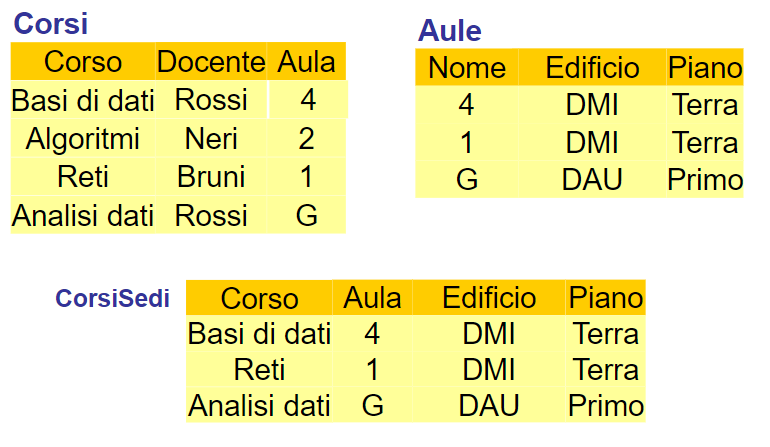 Corsi
Corso Docente Aula
Basi di dati Rossi 4
Algoritmi Neri 2
Reti Bruni 1
Analisi dati Rossi G
Aule
Nome Edificio Piano
4 DMI Terra
1 DMI Terra
G DAU Primo
CorsiSedi
Corso Aula Edificio Piano
Basi di dati 4 DMI Terra
Reti 1 DMI Terra
Analisi dati G DAU Primo